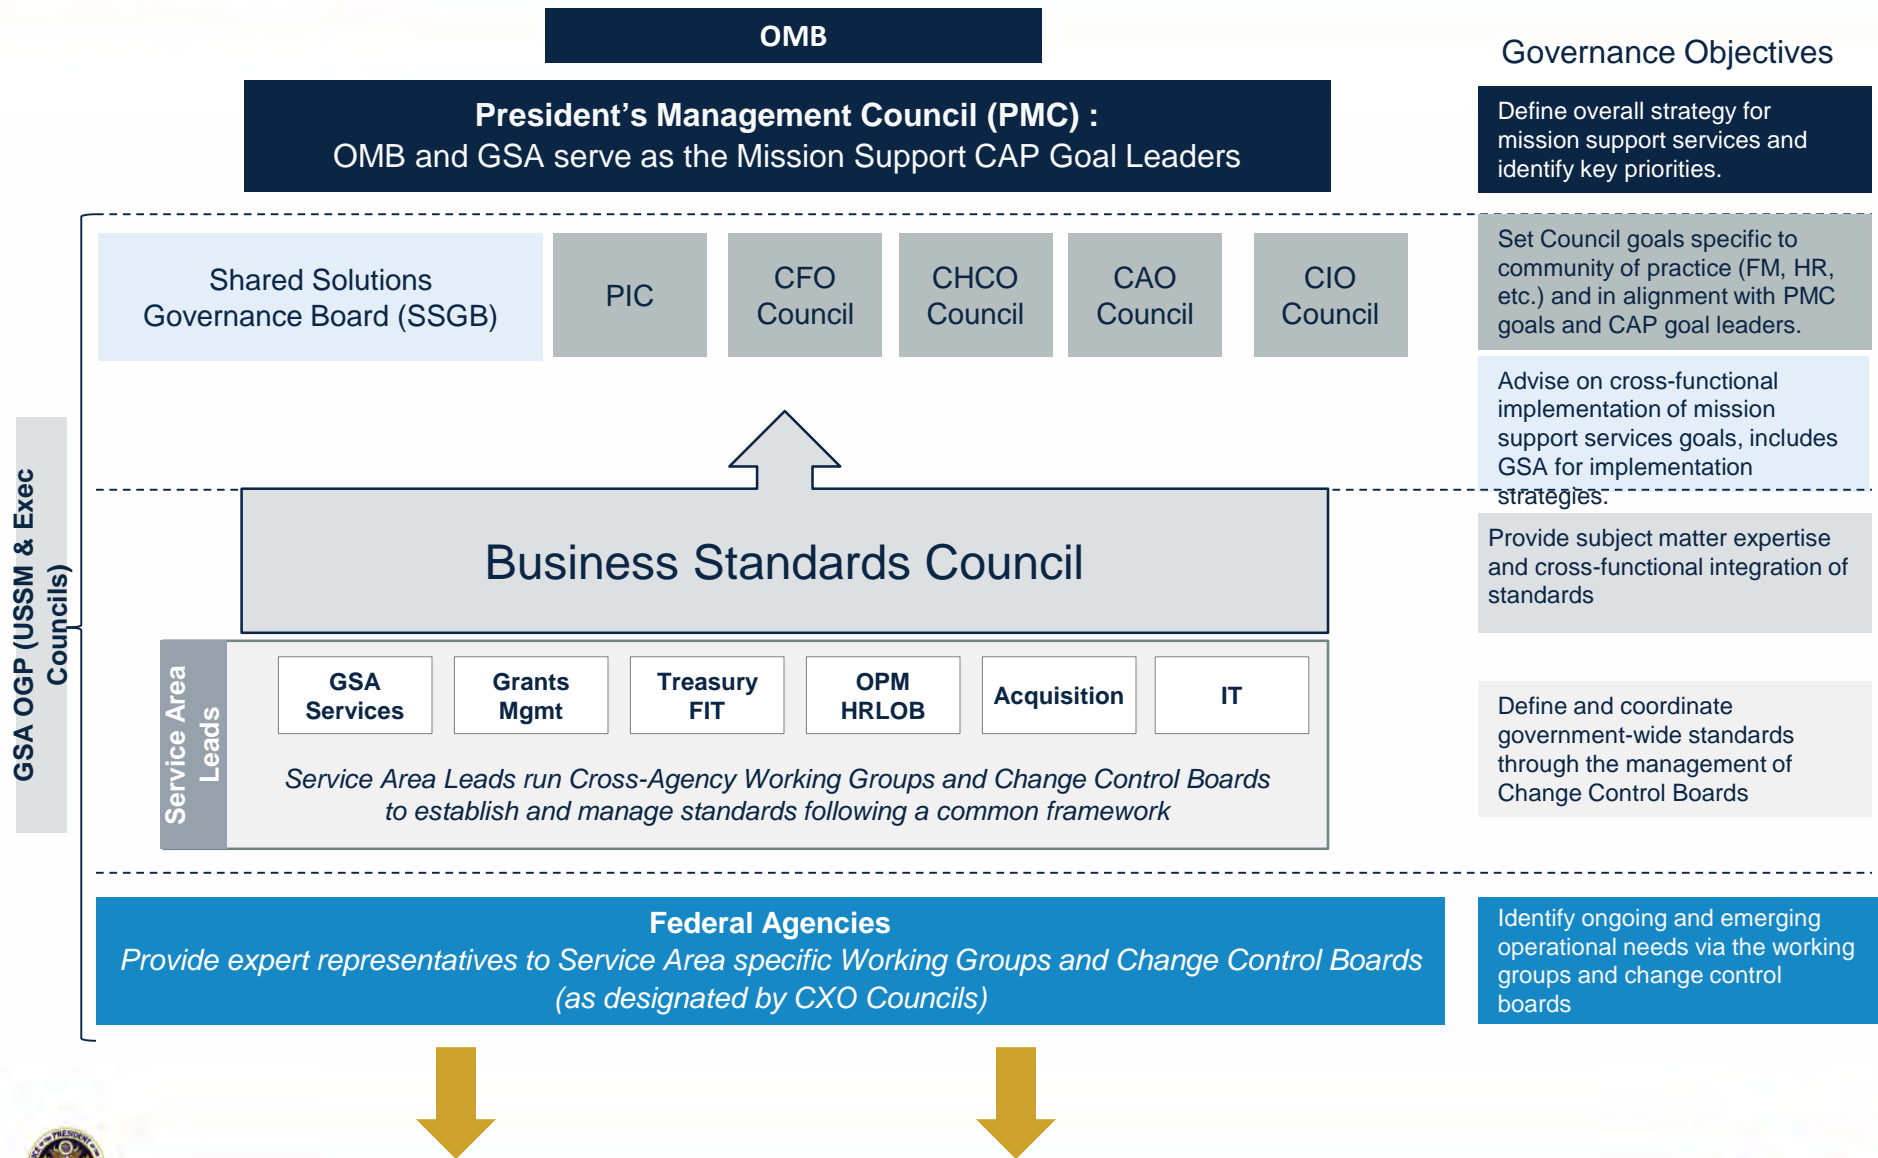 OMB
Governance Objectives
President's Management Council (PMC) :
OMB and GSA serve as the Mission Support CAP Goal Leaders
Define overall strategy for
mission support services and
identify key priorities.
Shared Solutions
Governance Board (SSGB)
PIC
CFO
Council
CHCO
Council
CAO
Council
CIO
Council
Set Council goals specific to
community of practice (FM, HR,
etc.) and in alignment with PMC
goals and CAP goal leaders.
Advise on cross-functional
implementation of mission
support services goals, includes
GSA for implementation
strategies.
GSA OGP (USSM & Exec
Councils)
Business Standards Council
Provide subject matter expertise
and cross-functional integration of
standards
Service Area
Leads
GSA
Services
Grants
Mgmt
Treasury
FIT
OPM
HRLOB
Acquisition
IT
Service Area Leads run Cross-Agency Working Groups and Change Control Boards
to establish and manage standards following a common framework
Define and coordinate
government-wide standards
through the management of
Change Control Boards
Federal Agencies
Provide expert representatives to Service Area specific Working Groups and Change Control Boards
(as designated by CXO Councils)
Identify ongoing and emerging
operational needs via the working
groups and change control
boards